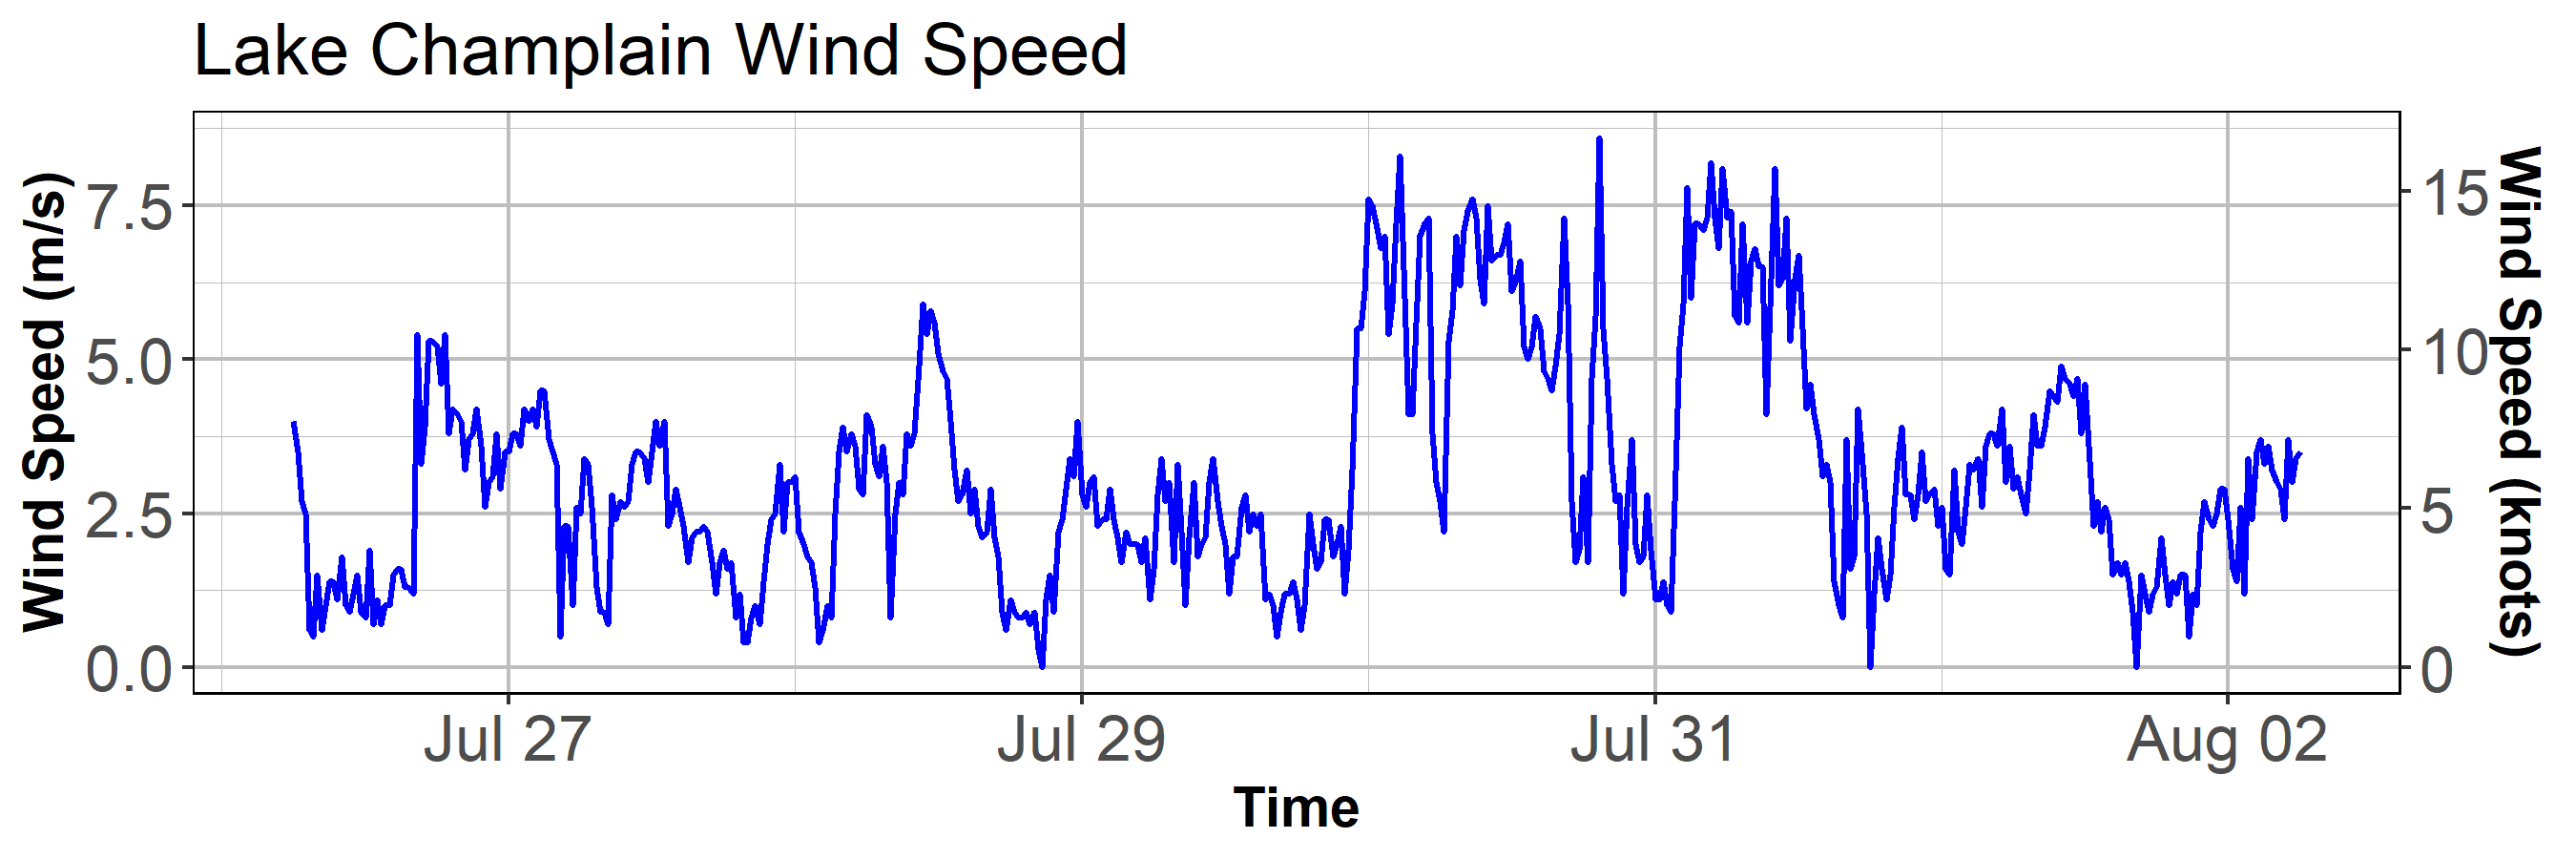 Lake Champlain Wind Speed
Wind Speed (m/s)
7.5
5.0
2.5
0.0
15
10
5
0
Wind Speed (knots)
Jul 27
Jul 29
Jul 31
Aug 02
Time